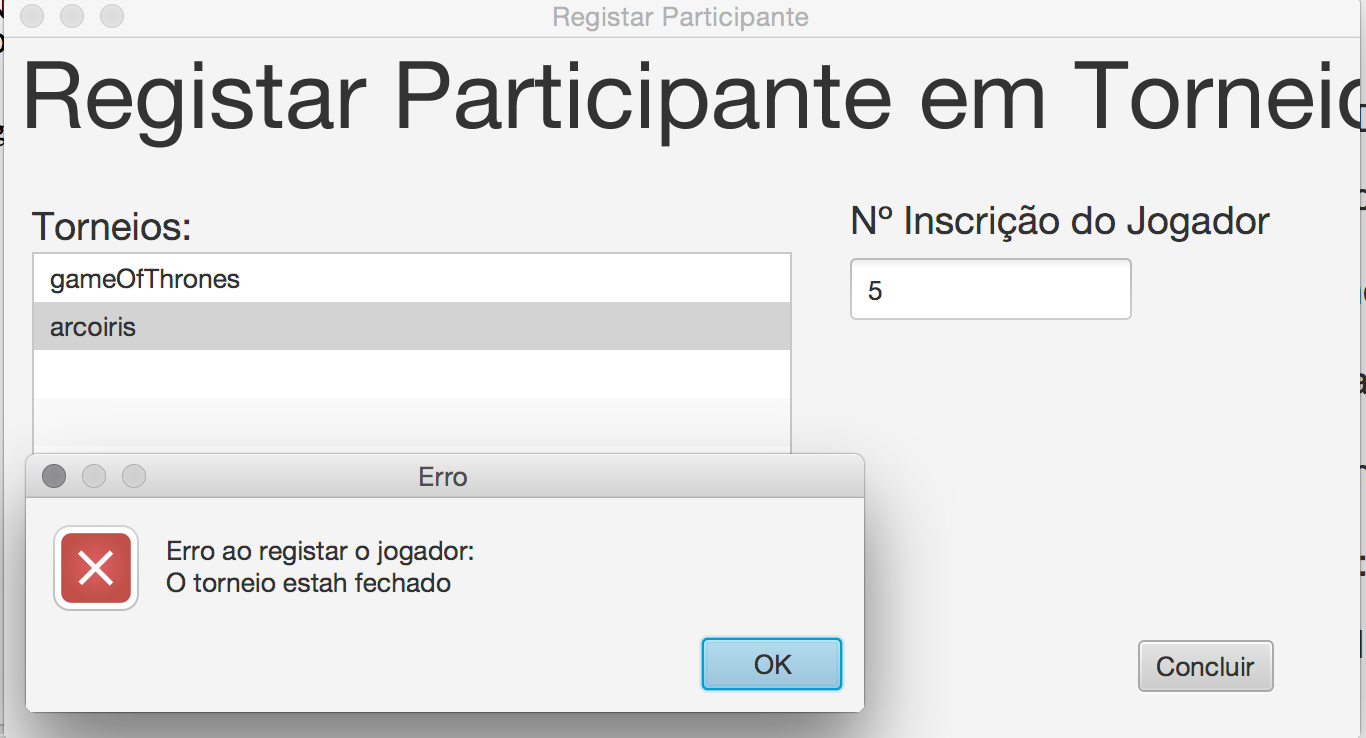 Registar Participante
Registar Participante em Torneio
Torneios:
Nº Inscrição do Jogador
gameOfThrones
5
arcoiris
Erro
Erro ao registar o jogador:
O torneio estah fechado
OK
Concluir